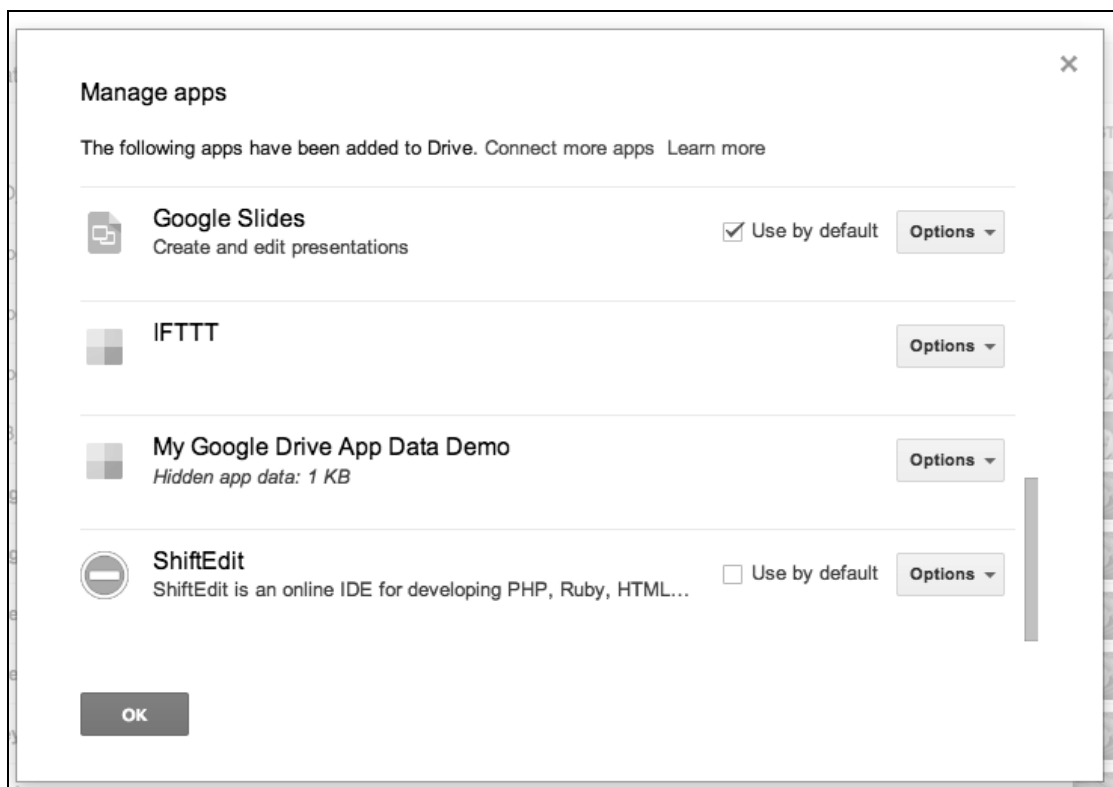 Manage apps
The following apps have been added to Drive. Connect more apps Learn more
Google Slides
Create and edit presentations
Use by default
Options
IFTTT
Options
My Google Drive App Data Demo
Hidden app data: 1 KB
Options
ShiftEdit
ShiftEdit is an online IDE for developing PHP, Ruby, HTML...
Use by default
Options
OK